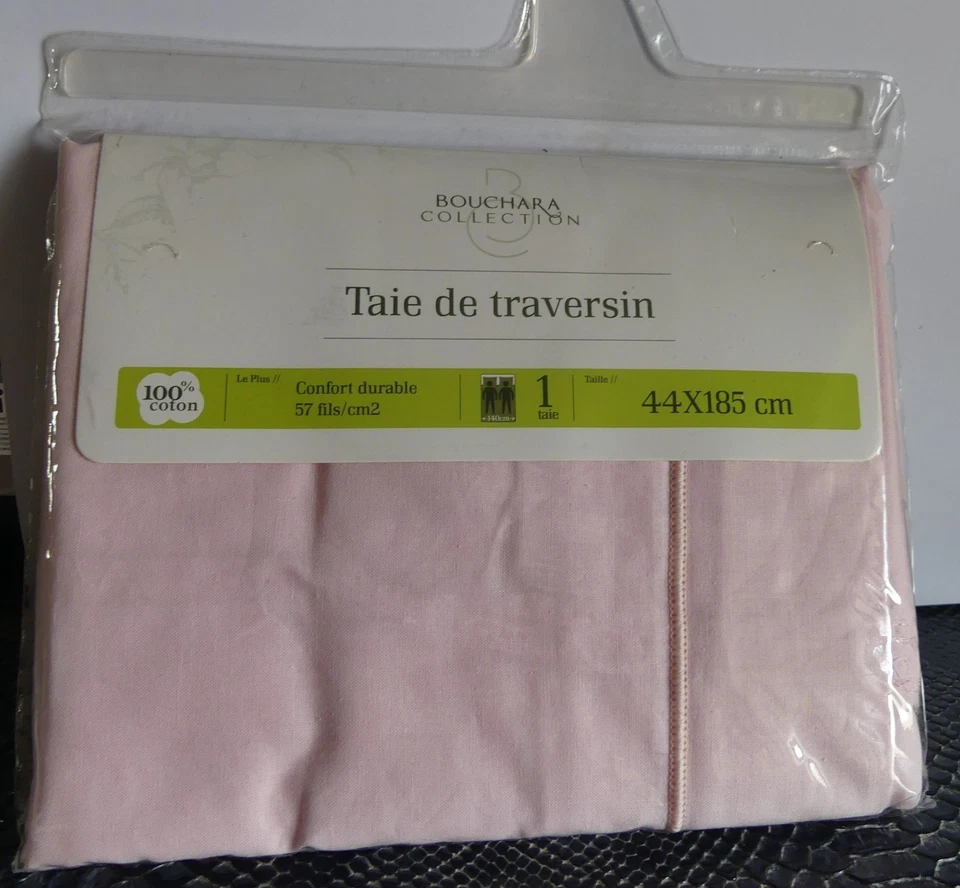 BOUCHARA
COLLECTION
Taie de traversin
100%
coton
Le Plus //
Confort durable
57 fils/cm2
140cm
1
taie
Taille //
44X185 cm